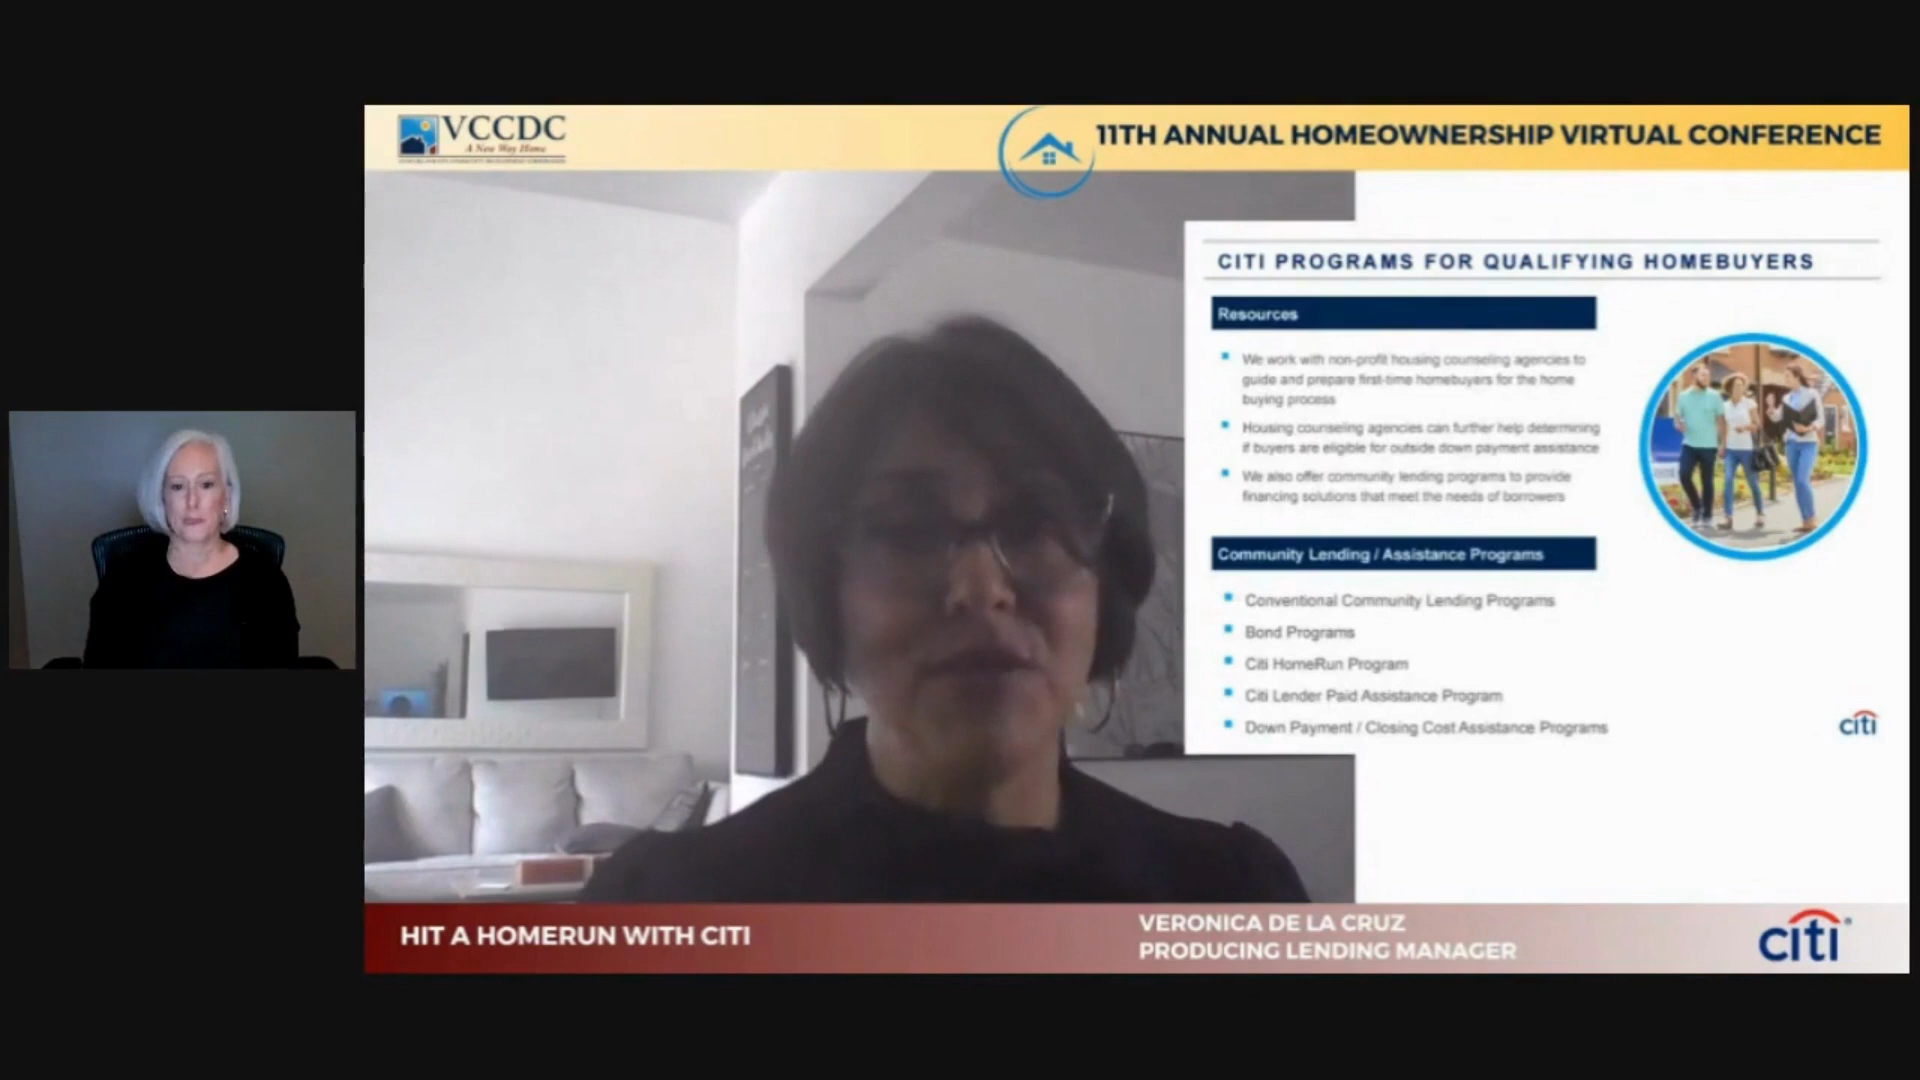 VCCDC
A New Way Home
11TH ANNUAL HOMEOWNERSHIP VIRTUAL CONFERENCE
CITI PROGRAMS FOR QUALIFYING HOMEBUYERS
Resources
We work with non-profit housing counseling agencies to
guide and prepare first-time homebuyers for the home
buying process
Housing counseling agencies can further help determining
if buyers are eligible for outside down payment assistance
We also offer community lending programs to provide
financing solutions that meet the needs of borrowers
Community Lending / Assistance Programs
Conventional Community Lending Programs
Bond Programs
Citi HomeRun Program
Citi Lender Paid Assistance Program
Down Payment / Closing Cost Assistance Programs
citi
HIT A HOMERUN WITH CITI
VERONICA DE LA CRUZ
PRODUCING LENDING MANAGER
citi®